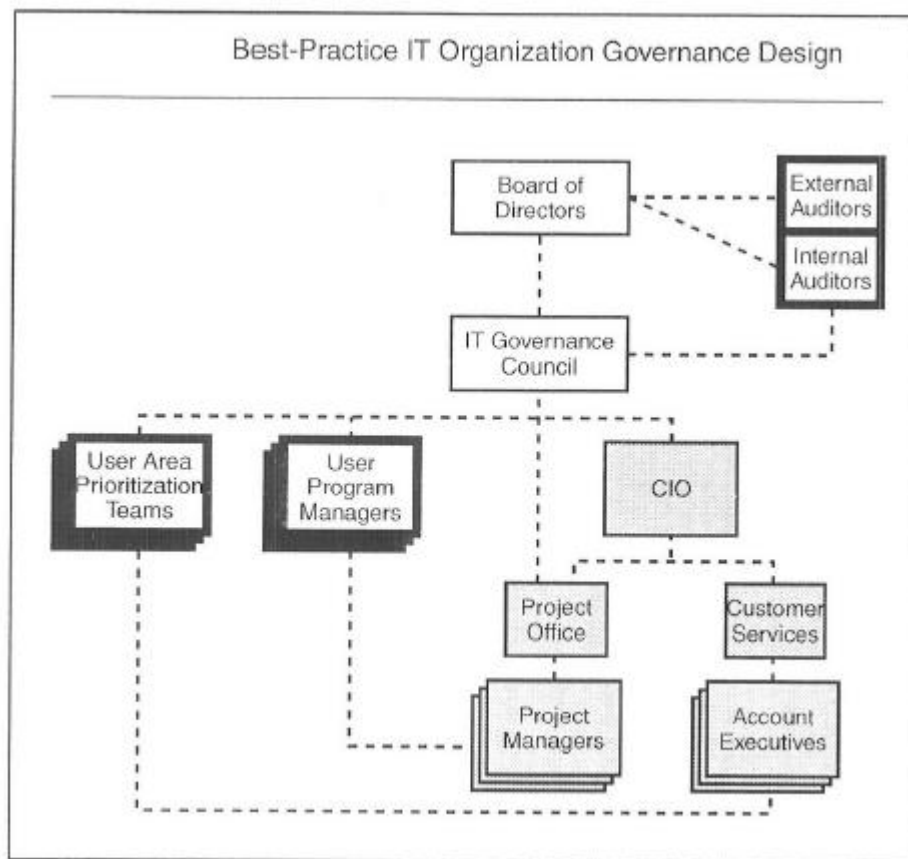 Best-Practice IT Organization Governance Design
Board of
Directors
External
Auditors
Internal
Auditors
IT Governance
Council
User Area
Prioritization
Teams
User
Program
Managers
CIO
Project
Office
Customer
Services
Project
Managers
Account
Executives